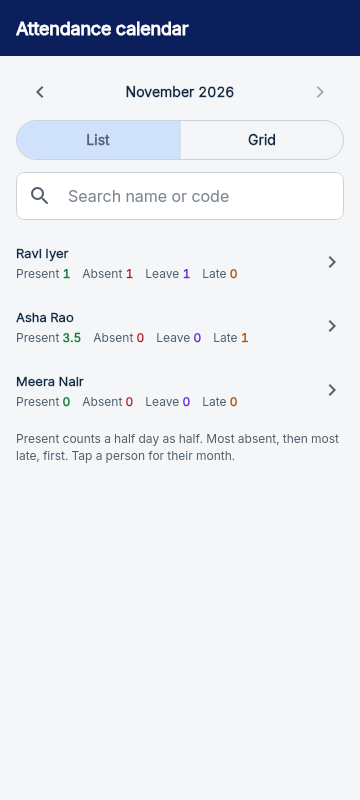 Attendance calendar
November 2026
List
Grid
Search name or code
Ravi Iyer
Present 1 Absent 1 Leave 1 Late 0
Asha Rao
Present 3.5 Absent 0 Leave 0 Late 1
Meera Nair
Present 0 Absent 0 Leave 0 Late 0
Present counts a half day as half. Most absent, then most
late, first. Tap a person for their month.